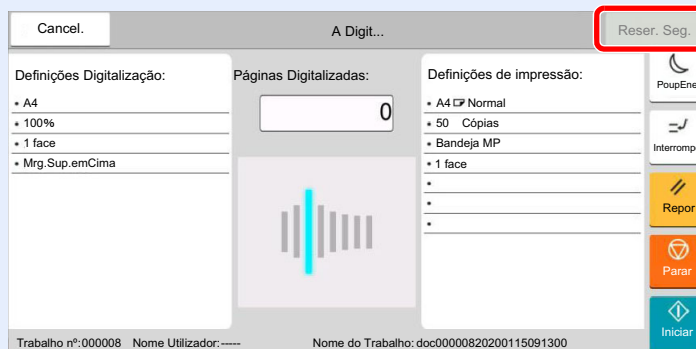 Cancel.
A Digit...
Reser. Seg.
Definições Digitalização:
• A4
• 100%
• 1 face
• Mrg.Sup.emCima
Páginas Digitalizadas:
0
Definições de impressão:
• A4 Normal
• 50 Cópias
• Bandeja MP
• 1 face
•
•
•
PoupEne
Interromp
Repor
Parar
Iniciar
Trabalho nº:000008 Nome Utilizador:----- Nome do Trabalho: doc00000820200115091300